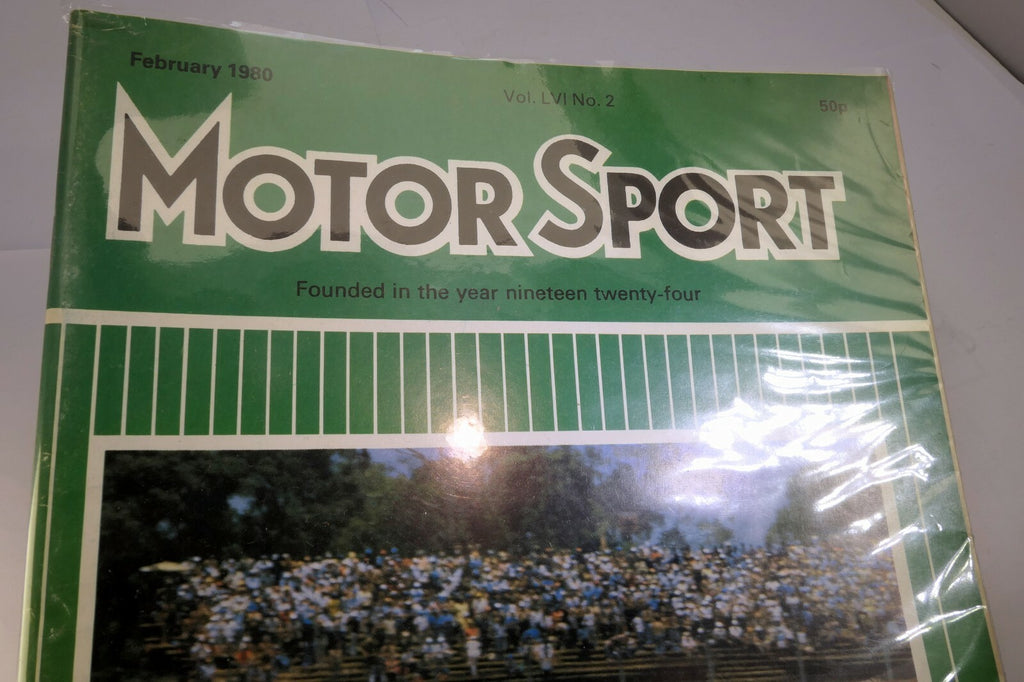 February 1980
Vol. LVI No. 2
50p
MOTOR SPORT
Founded in the year nineteen twenty-four